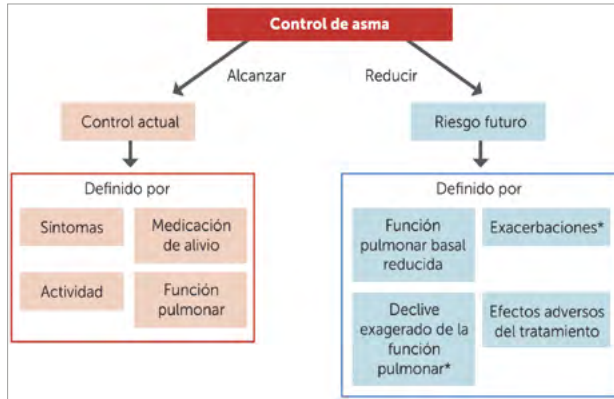 Control de asma
Alcanzar
Reducir
Control actual
Riesgo futuro
Definido por
Síntomas
Medicación
de alivio
Actividad
Función
pulmonar
Definido por
Función
pulmonar basal
reducida
Exacerbaciones*
Declive
exagerado de la
función
pulmonar*
Efectos adversos
del tratamiento